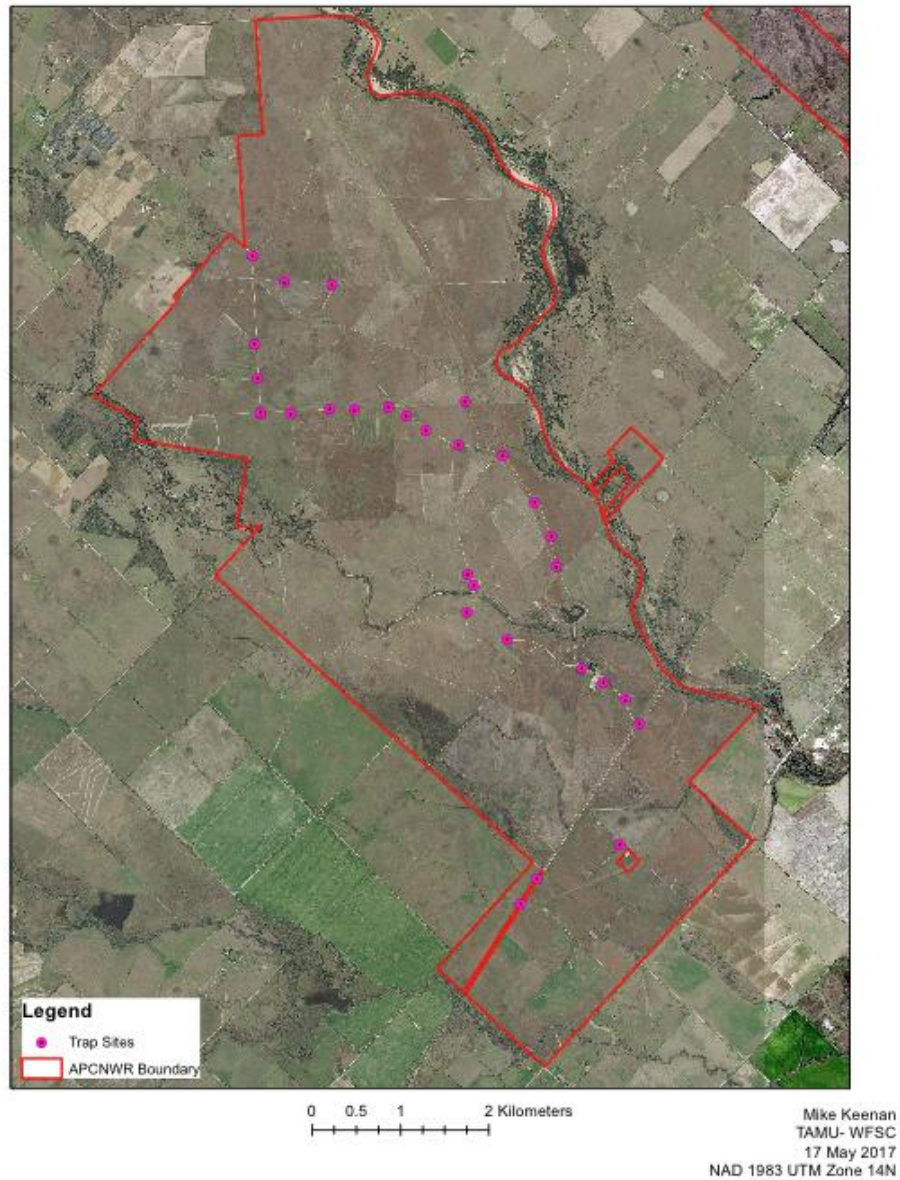 Legend
Trap Sites
APCNWR Boundary
0 0.5 1 2 Kilometers
Mike Keenan
TAMU- WFSC
17 May 2017
NAD 1983 UTM Zone 14N